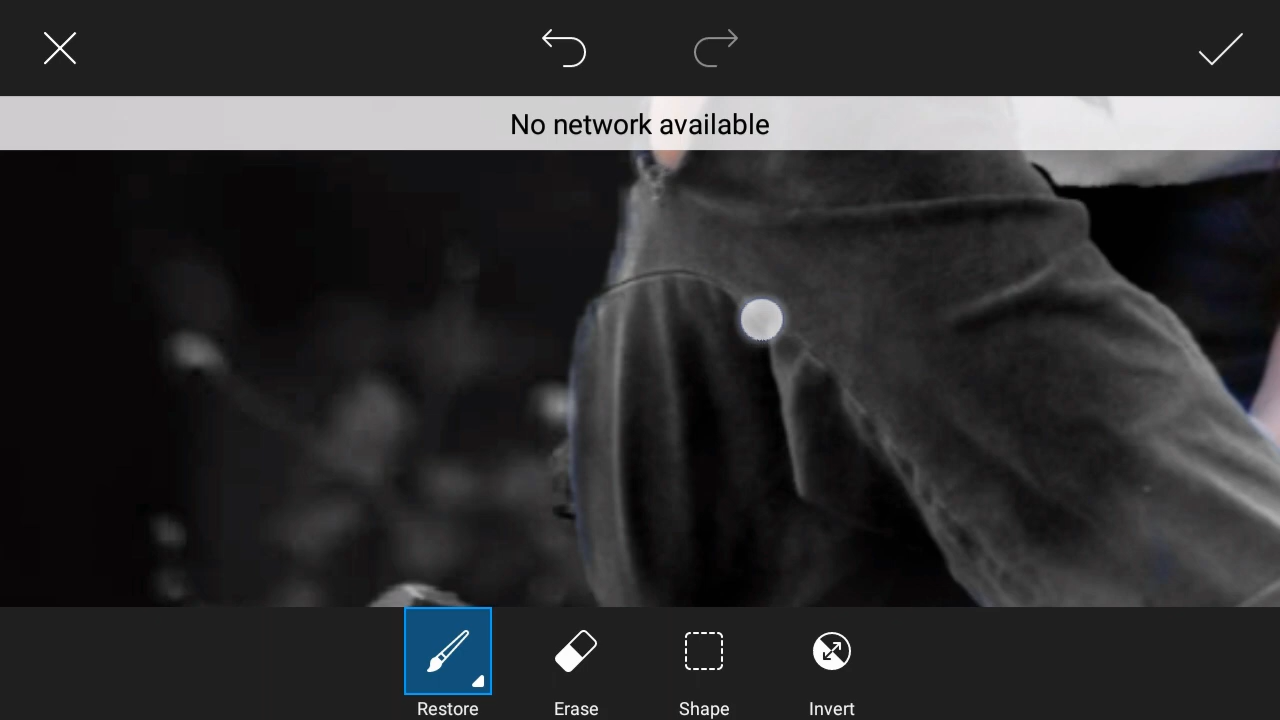 No network available
Restore
Erase
Shape
Invert